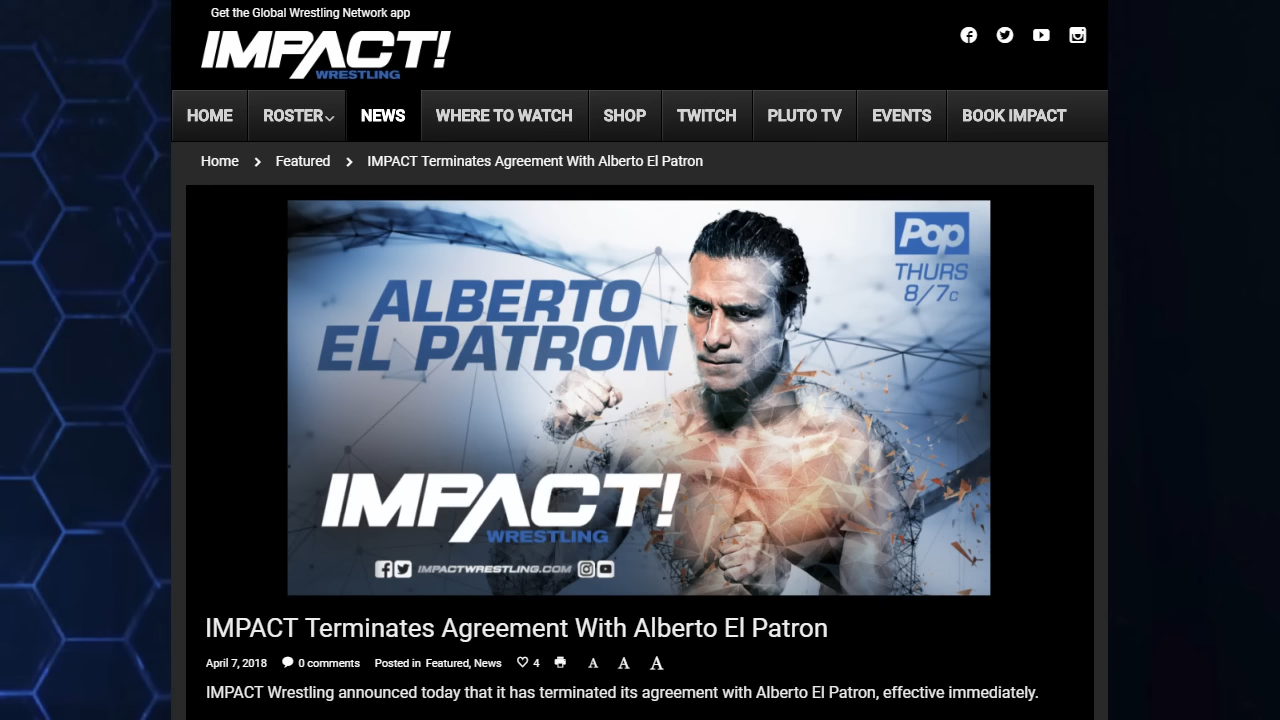 Get the Global Wrestling Network app
IMPACT!
WRESTLING
HOME ROSTER NEWS WHERE TO WATCH SHOP TWITCH PLUTO TV EVENTS BOOK IMPACT
Home > Featured > IMPACT Terminates Agreement With Alberto El Patron
Pop
THURS
8/7c
ALBERTO
EL PATRON
IMPACT!
WRESTLING
IMPACTWRESTLING.COM
IMPACT Terminates Agreement With Alberto El Patron
April 7, 2018 0 comments Posted in Featured, News 4 A A A
IMPACT Wrestling announced today that it has terminated its agreement with Alberto El Patron, effective immediately.